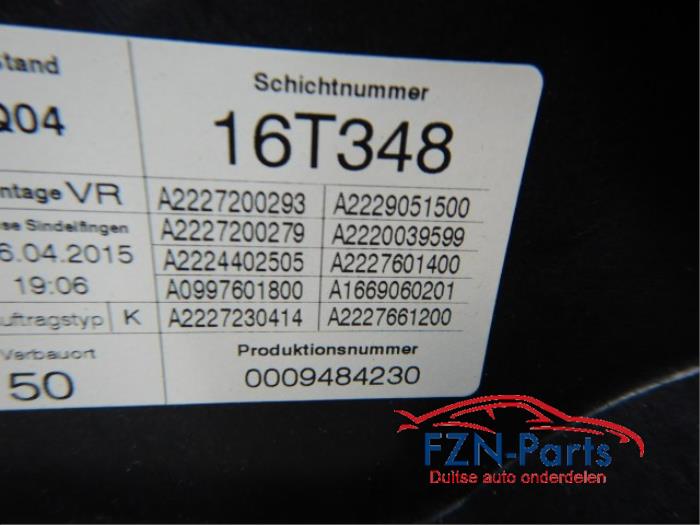 Stand
Q04
Schichtnummer
16T348
ntage VR
se Sindelfingen
6.04.2015
19:06
uftragstyp K
Verbauort
50
A2227200293 A2229051500
A2227200279 A2220039599
A2224402505 A2227601400
A0997601800 A1669060201
A2227230414 A2227661200
Produktionsnummer
0009484230
FZN-Parts
Duitse auto onderdelen